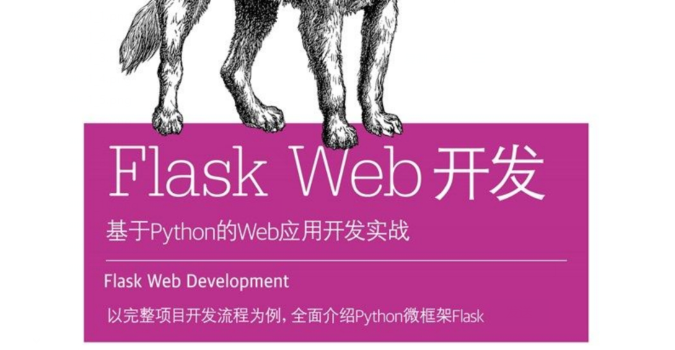 Flask Web开发
基于Python的Web应用开发实战
Flask Web Development
以完整项目开发流程为例，全面介绍Python微框架Flask